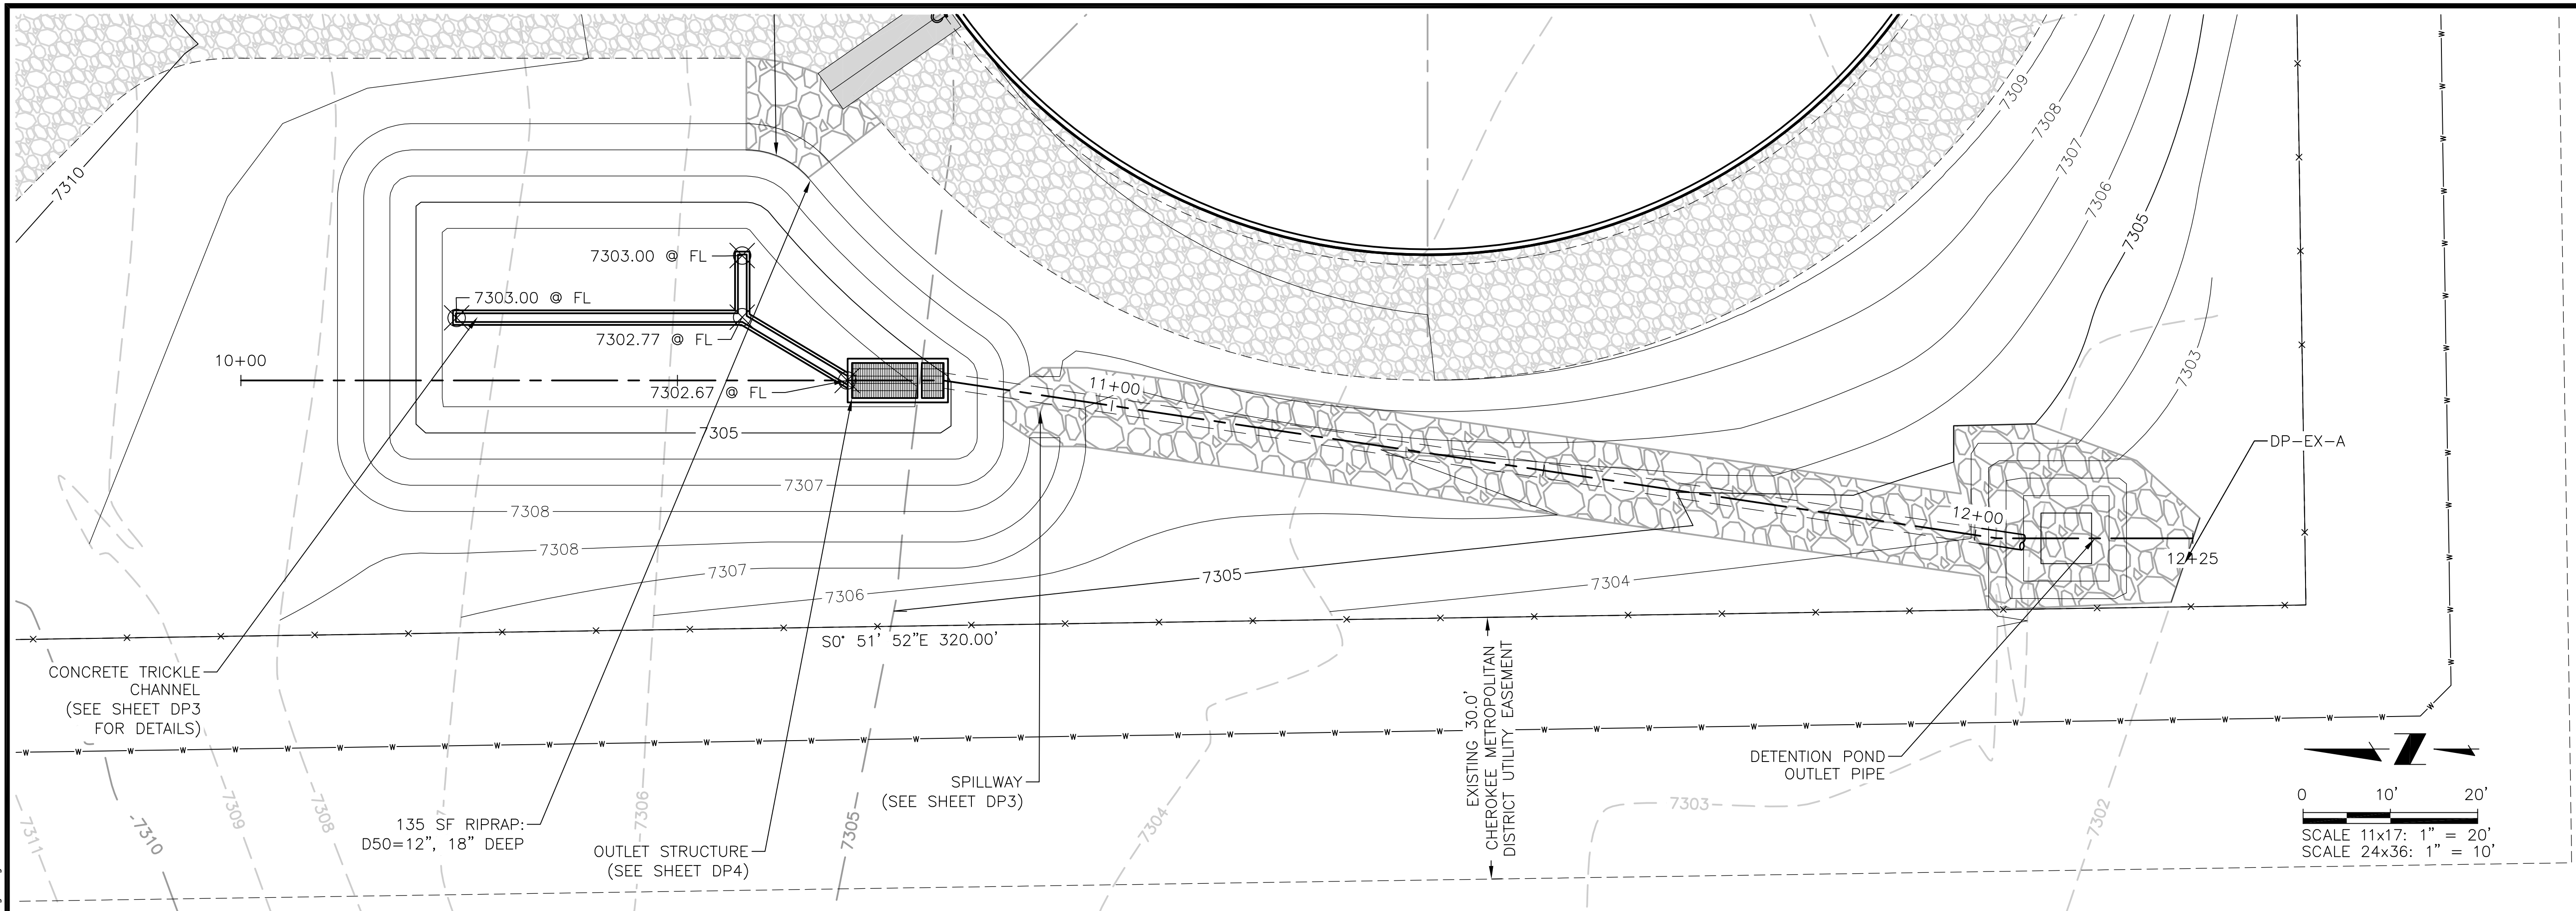 7310
7309
7308
7307
7306
7305
7303
7303.00 @ FL
7303.00 @ FL
7302.77 @ FL
7302.67 @ FL
10+00
11+00
12+00
12+25
DP-EX-A
7305
7307
7308
7308
7307
7306
7305
7304
S0° 51' 52"E 320.00'
CONCRETE TRICKLE
CHANNEL
(SEE SHEET DP3
FOR DETAILS)
135 SF RIPRAP:
D50=12", 18" DEEP
OUTLET STRUCTURE
(SEE SHEET DP4)
SPILLWAY
(SEE SHEET DP3)
EXISTING 30.0'
CHEROKEE METROPOLITAN
DISTRICT UTILITY EASEMENT
DETENTION POND
OUTLET PIPE
7311
7310
7309
7308
7306
7305
7304
7303
7302
Z
0 10' 20'
SCALE 11x17: 1" = 20'
SCALE 24x36: 1" = 10'